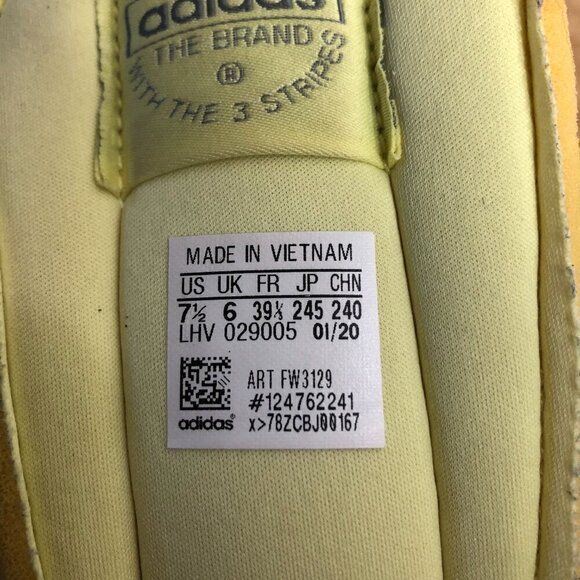 adidas
THE BRAND
®
WITH THE 3 STRIPES
MADE IN VIETNAM
US UK FR JP CHN
7½ 6 39⅓ 245 240
LHV 029005 01/20
ART FW3129
#124762241
adidas® x>78ZCBJ00167